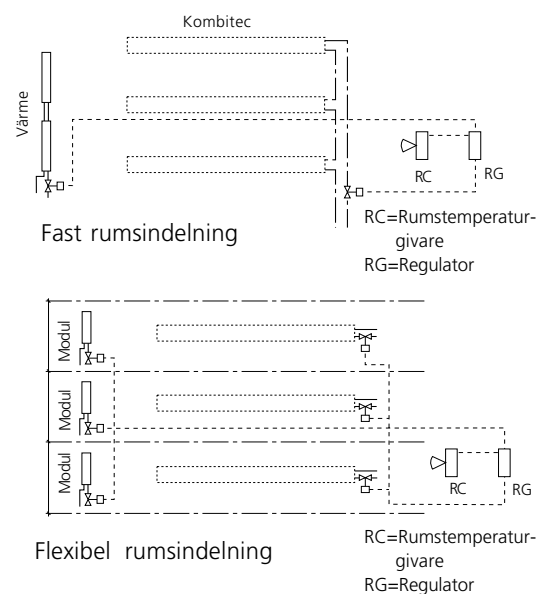 Kombitec
Värme
RC
RG
RC=Rumstemperatur-
givare
RG=Regulator
Fast rumsindelning
Modul
Modul
Modul
RC
RG
Flexibel rumsindelning
RC=Rumstemperatur-
givare
RG=Regulator